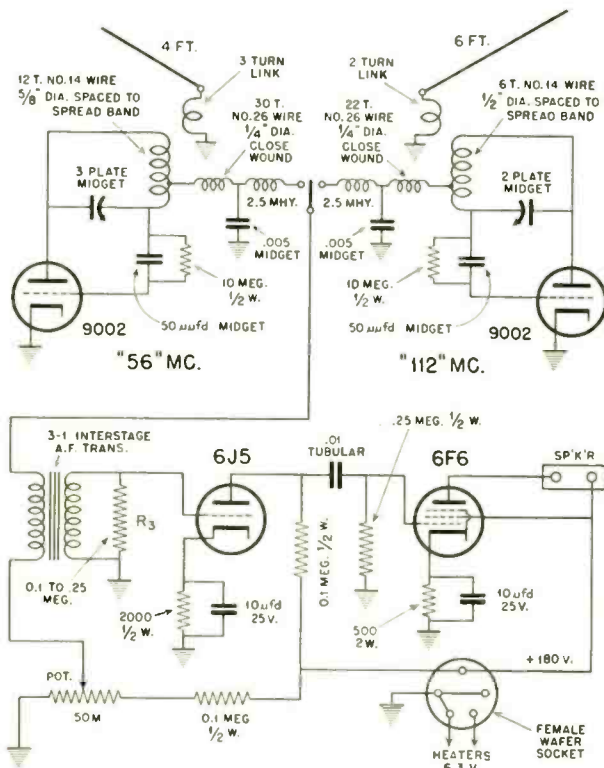 4 FT.
6 FT.
3 TURN
LINK
2 TURN
LINK
12 T. NO.14 WIRE
5/8" DIA. SPACED TO
SPREAD BAND
30 T.
NO.26 WIRE
1/4" DIA.
CLOSE
WOUND
22 T.
NO.26 WIRE
1/4" DIA.
CLOSE
WOUND
6 T. NO.14 WIRE
1/2" DIA. SPACED TO
SPREAD BAND
3 PLATE
MIDGET
2 PLATE
MIDGET
2.5 MHY.
2.5 MHY.
.005
MIDGET
.005
MIDGET
10 MEG.
1/2 W.
10 MEG.
1/2 W.
50 μμfd MIDGET
50 μμfd MIDGET
9002
9002
"56" MC.
"112" MC.
3-1 INTERSTAGE
A.F. TRANS.
R3
0.1 TO .25
MEG.
6J5
.01
TUBULAR
.25 MEG. 1/2 W.
6F6
SP'K'R
0.1 MEG. 1/2 W.
2000
1/2 W.
10 μfd
25V.
500
2W.
10 μfd
25 V.
+180 V.
POT.
50M
0.1 MEG
1/2 W.
HEATERS
6.3 V.
FEMALE
WAFER
SOCKET